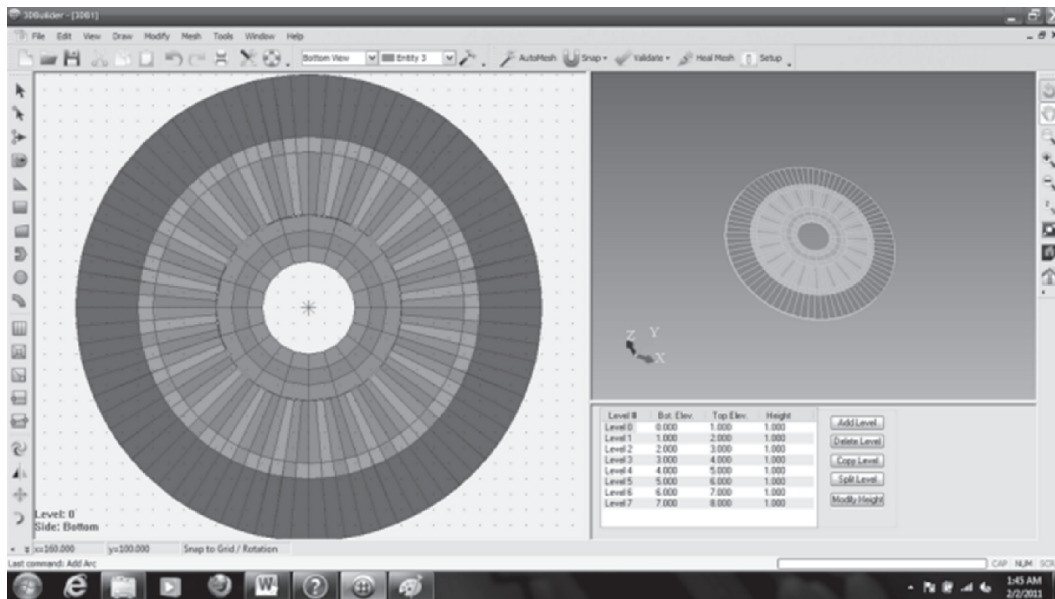 3DBuilder - [3DB1]
File Edit View Draw Modify Mesh Tools Window Help
Bottom View Entity 3 AutoMesh Snap Validate Heal Mesh Setup
Z Y
X
Level # Bot. Elev. Top Elev. Height
Level 0 0.000 1.000 1.000
Level 1 1.000 2.000 1.000
Level 2 2.000 3.000 1.000
Level 3 3.000 4.000 1.000
Level 4 4.000 5.000 1.000
Level 5 5.000 6.000 1.000
Level 6 6.000 7.000 1.000
Level 7 7.000 8.000 1.000
Add Level
Delete Level
Copy Level
Split Level
Modify Height
Level: 0
Side: Bottom
x=160.000 y=100.000 Snap to Grid / Rotation
Last command: Add Arc
CAP NUM SCR
1:45 AM
2/2/2011